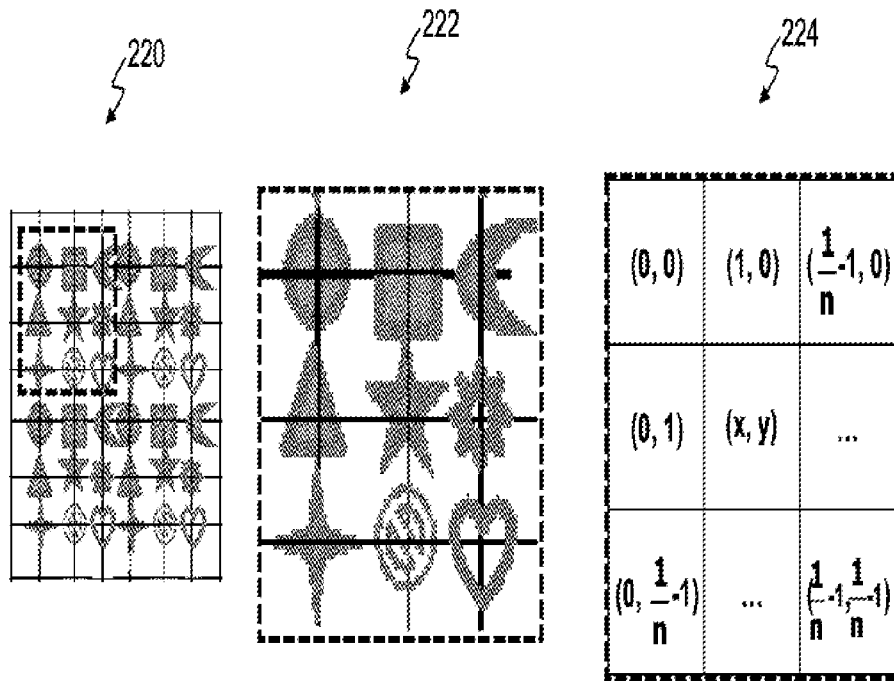 220
222
224
(0, 0) (1, 0) (1/n-1, 0)
(0, 1) (x, y) ...
(0, 1/n-1) ... (1/n-1, 1/n-1)